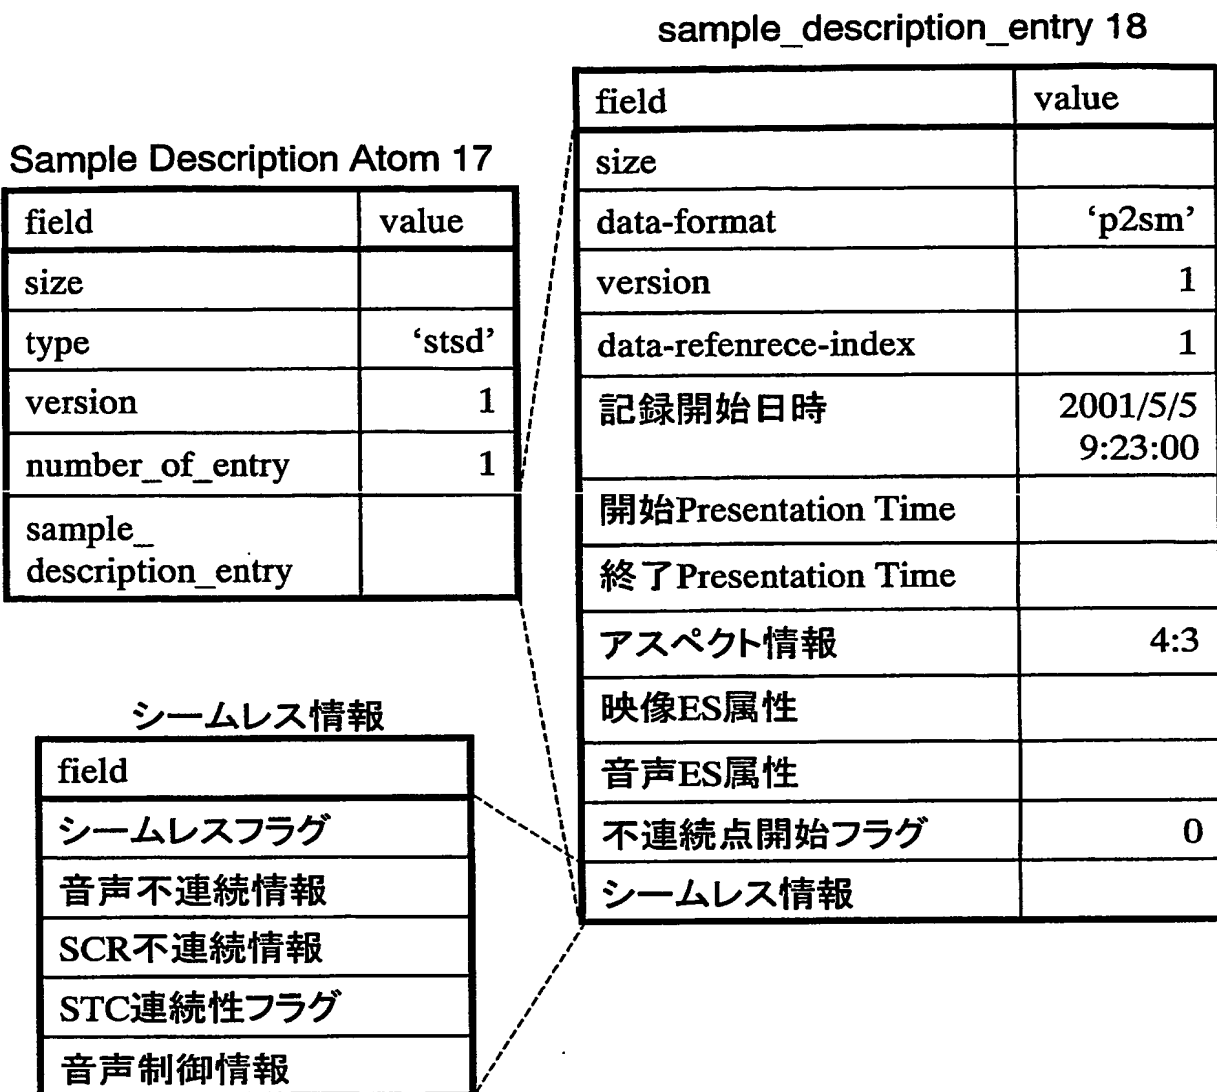 sample_description_entry 18
field value
size
data-format ‘p2sm’
version 1
data-refenrece-index 1
記録開始日時 2001/5/5
9:23:00
開始Presentation Time
終了Presentation Time
アスペクト情報 4:3
映像ES属性
音声ES属性
不連続点開始フラグ 0
シームレス情報
Sample Description Atom 17
field value
size
type ‘stsd’
version 1
number_of_entry 1
sample_
description_entry
シームレス情報
field
シームレスフラグ
音声不連続情報
SCR不連続情報
STC連続性フラグ
音声制御情報